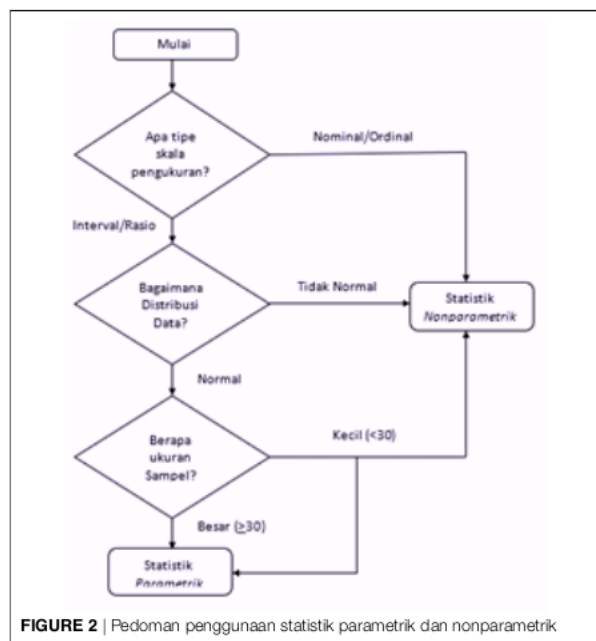 Mulai
Apa tipe
skala
pengukuran?
Nominal/Ordinal
Interval/Rasio
Bagaimana
Distribusi
Data?
Tidak Normal
Statistik
Nonparametrik
Normal
Berapa
ukuran
Sampel?
Kecil (<30)
Besar (≥30)
Statistik
Parametrik
FIGURE 2 | Pedoman penggunaan statistik parametrik dan nonparametrik